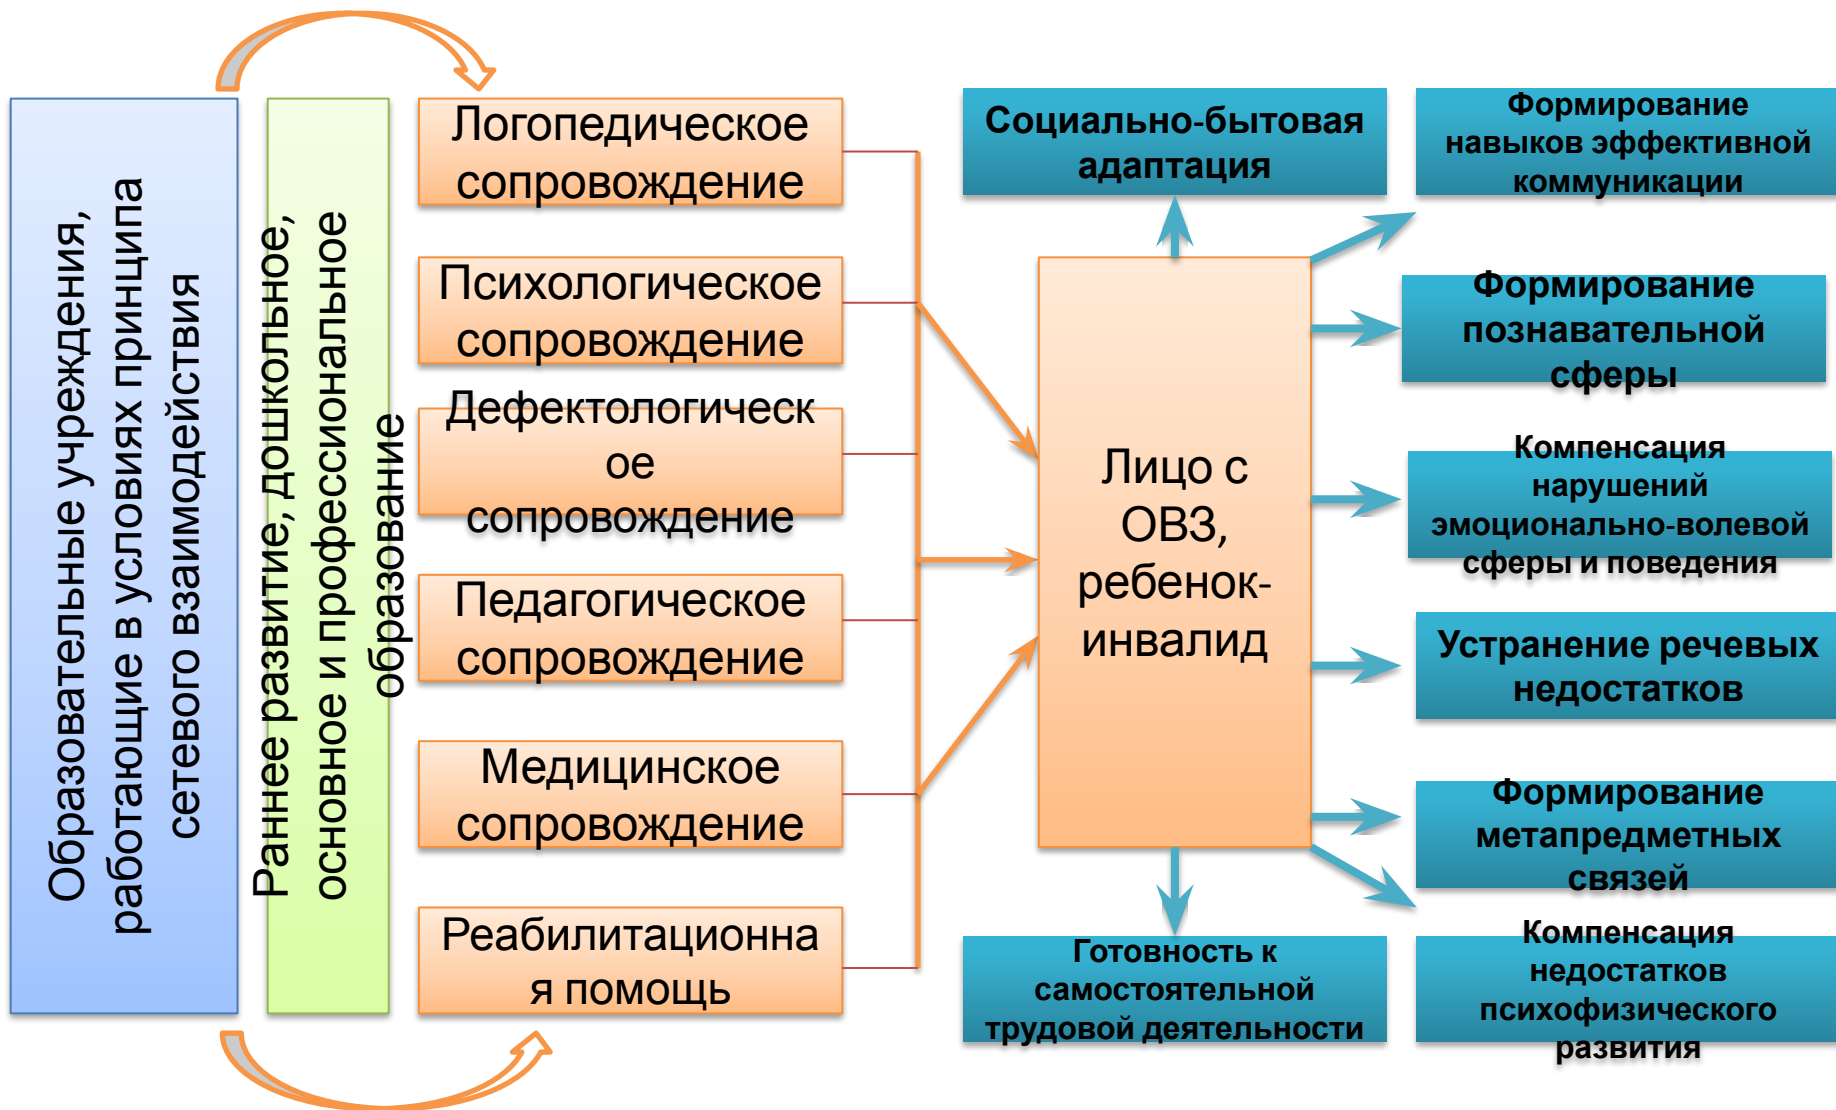 Образовательные учреждения,
работающие в условиях принципа
сетевого взаимодействия
Раннее развитие, дошкольное,
основное и профессиональное
образование
Логопедическое
сопровождение
Психологическое
сопровождение
Дефектологическ
ое
сопровождение
Педагогическое
сопровождение
Медицинское
сопровождение
Реабилитационна
я помощь
Лицо с
ОВЗ,
ребенок-
инвалид
Социально-бытовая
адаптация
Формирование
навыков эффективной
коммуникации
Формирование
познавательной
сферы
Компенсация
нарушений
эмоционально-волевой
сферы и поведения
Устранение речевых
недостатков
Формирование
метапредметных
связей
Готовность к
самостоятельной
трудовой деятельности
Компенсация
недостатков
психофизического
развития